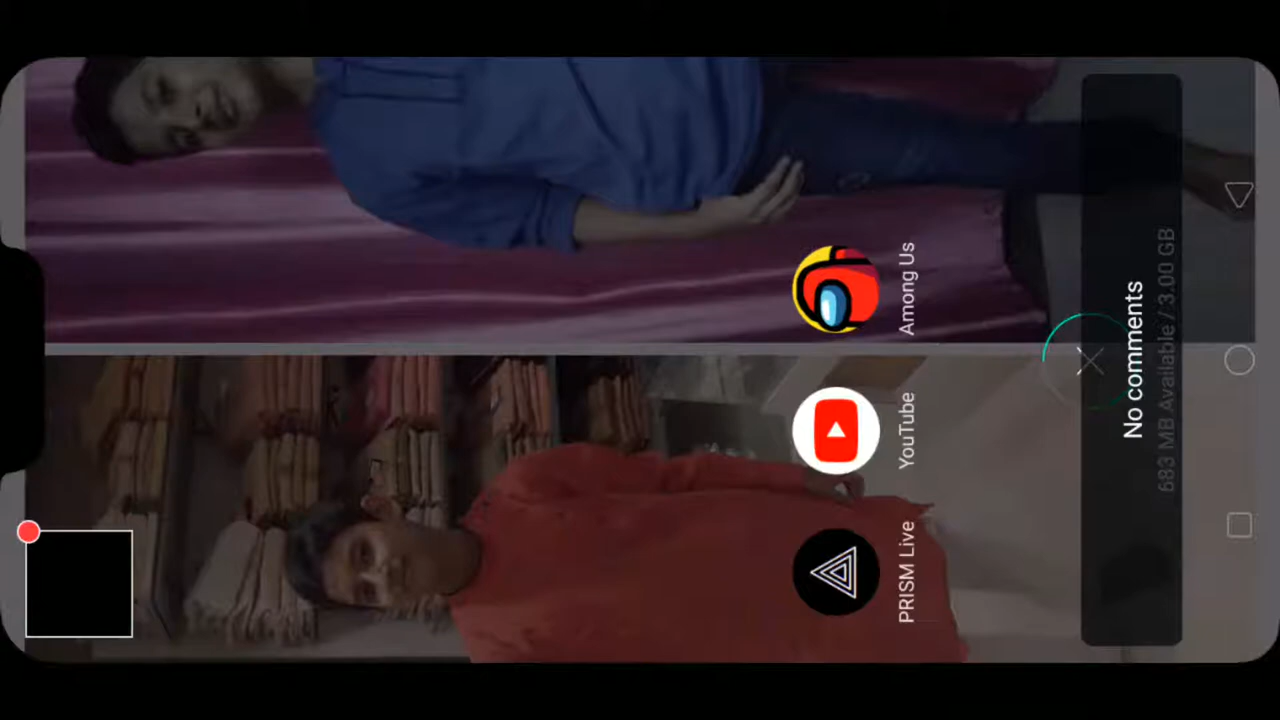 PRISM Live
YouTube
Among Us
No comments
683 MB Available / 3.00 GB